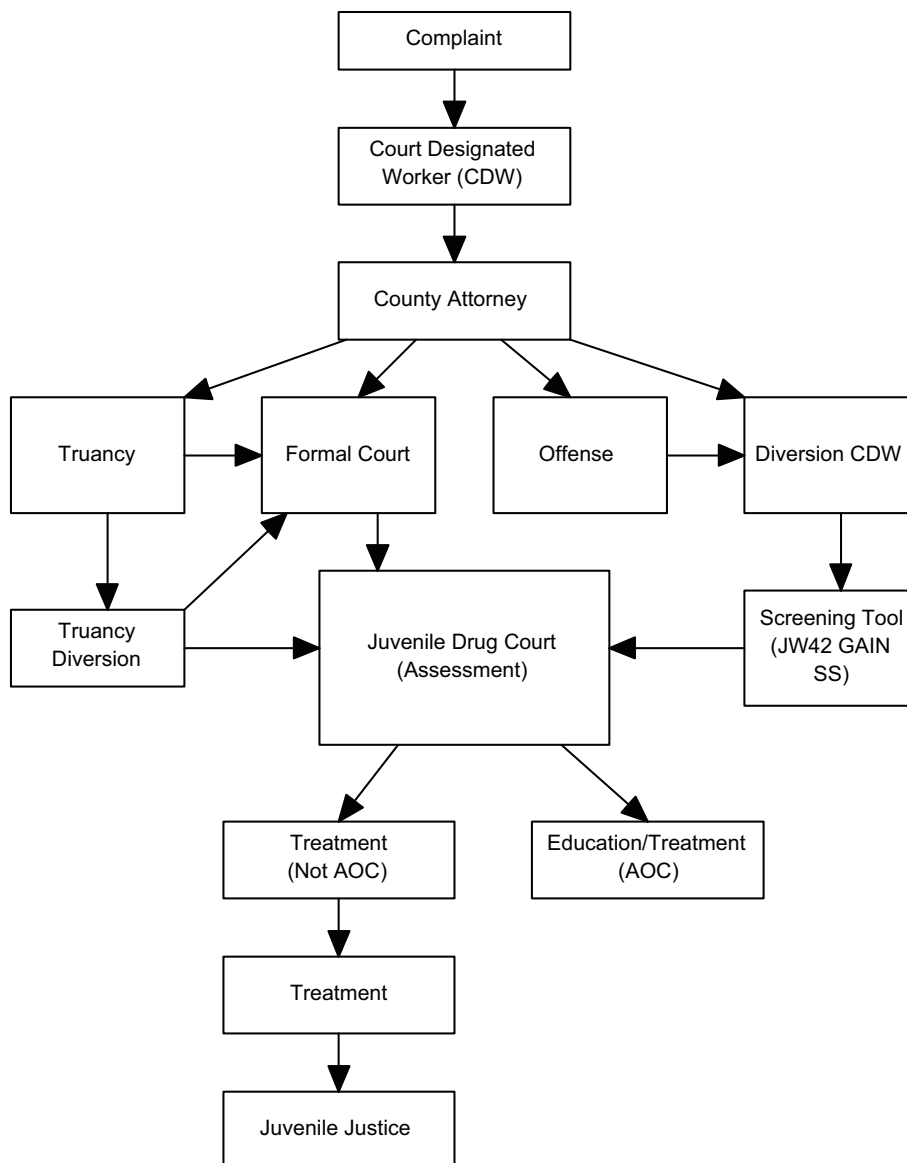 Complaint
Court Designated
Worker (CDW)
County Attorney
Truancy
Formal Court
Offense
Diversion CDW
Truancy
Diversion
Juvenile Drug Court
(Assessment)
Screening Tool
(JW42 GAIN
SS)
Treatment
(Not AOC)
Education/Treatment
(AOC)
Treatment
Juvenile Justice